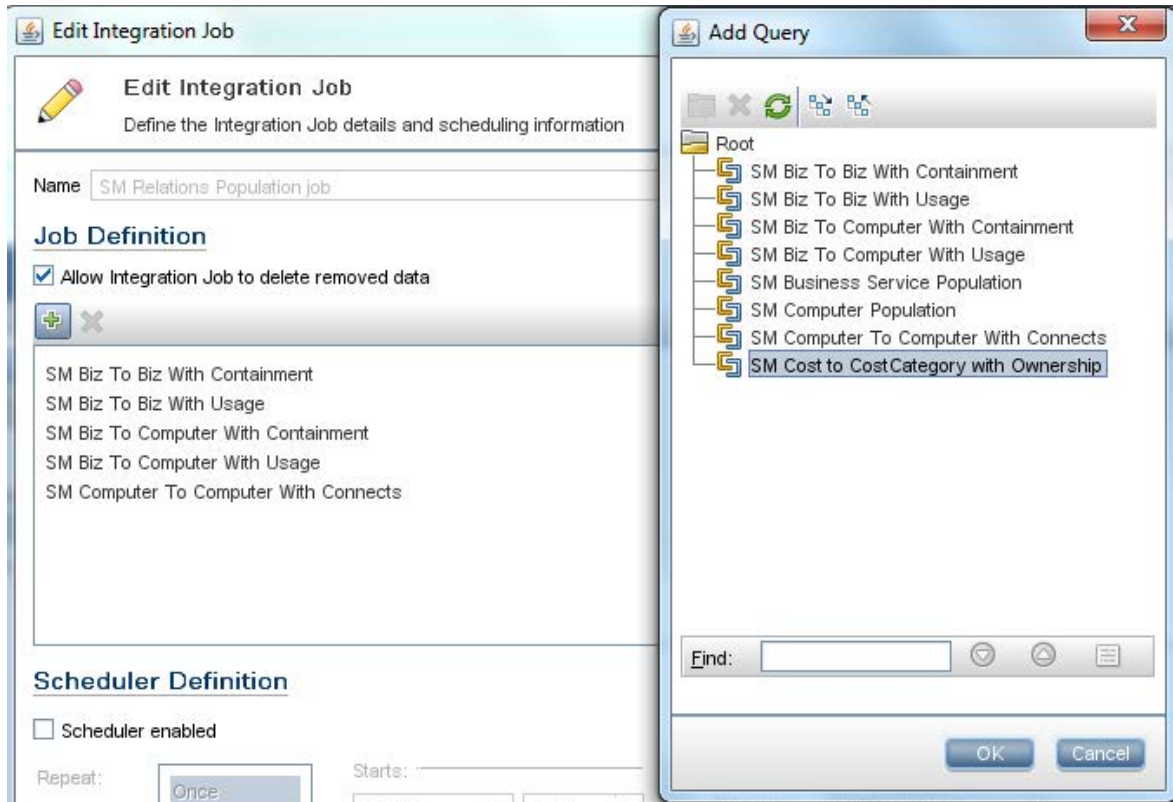 Edit Integration Job
Edit Integration Job
Define the Integration Job details and scheduling information
Name SM Relations Population job
Job Definition
Allow Integration Job to delete removed data
SM Biz To Biz With Containment
SM Biz To Biz With Usage
SM Biz To Computer With Containment
SM Biz To Computer With Usage
SM Computer To Computer With Connects
Scheduler Definition
Scheduler enabled
Repeat:
Once
Starts:
Add Query
Root
SM Biz To Biz With Containment
SM Biz To Biz With Usage
SM Biz To Computer With Containment
SM Biz To Computer With Usage
SM Business Service Population
SM Computer Population
SM Computer To Computer With Connects
SM Cost to CostCategory with Ownership
Find:
OK Cancel